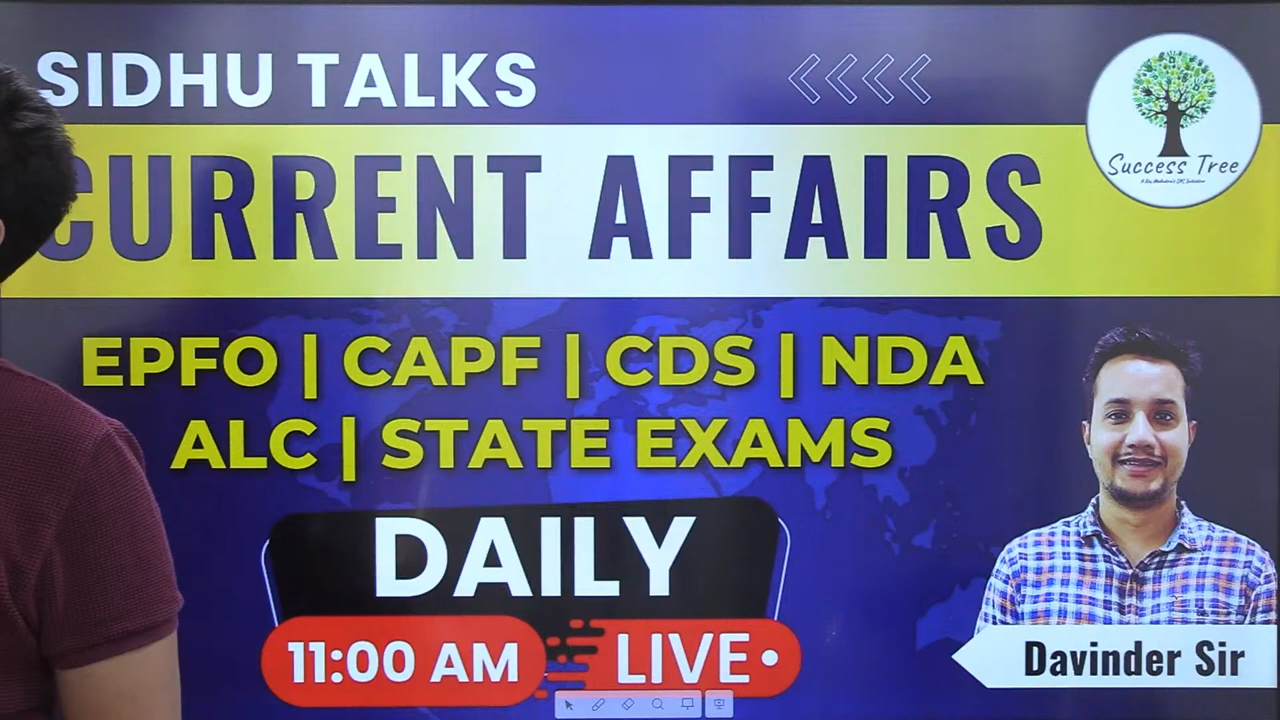 SIDHU TALKS
Success Tree
CURRENT AFFAIRS
EPFO | CAPF | CDS | NDA
ALC | STATE EXAMS
DAILY
11:00 AM
LIVE
Davinder Sir